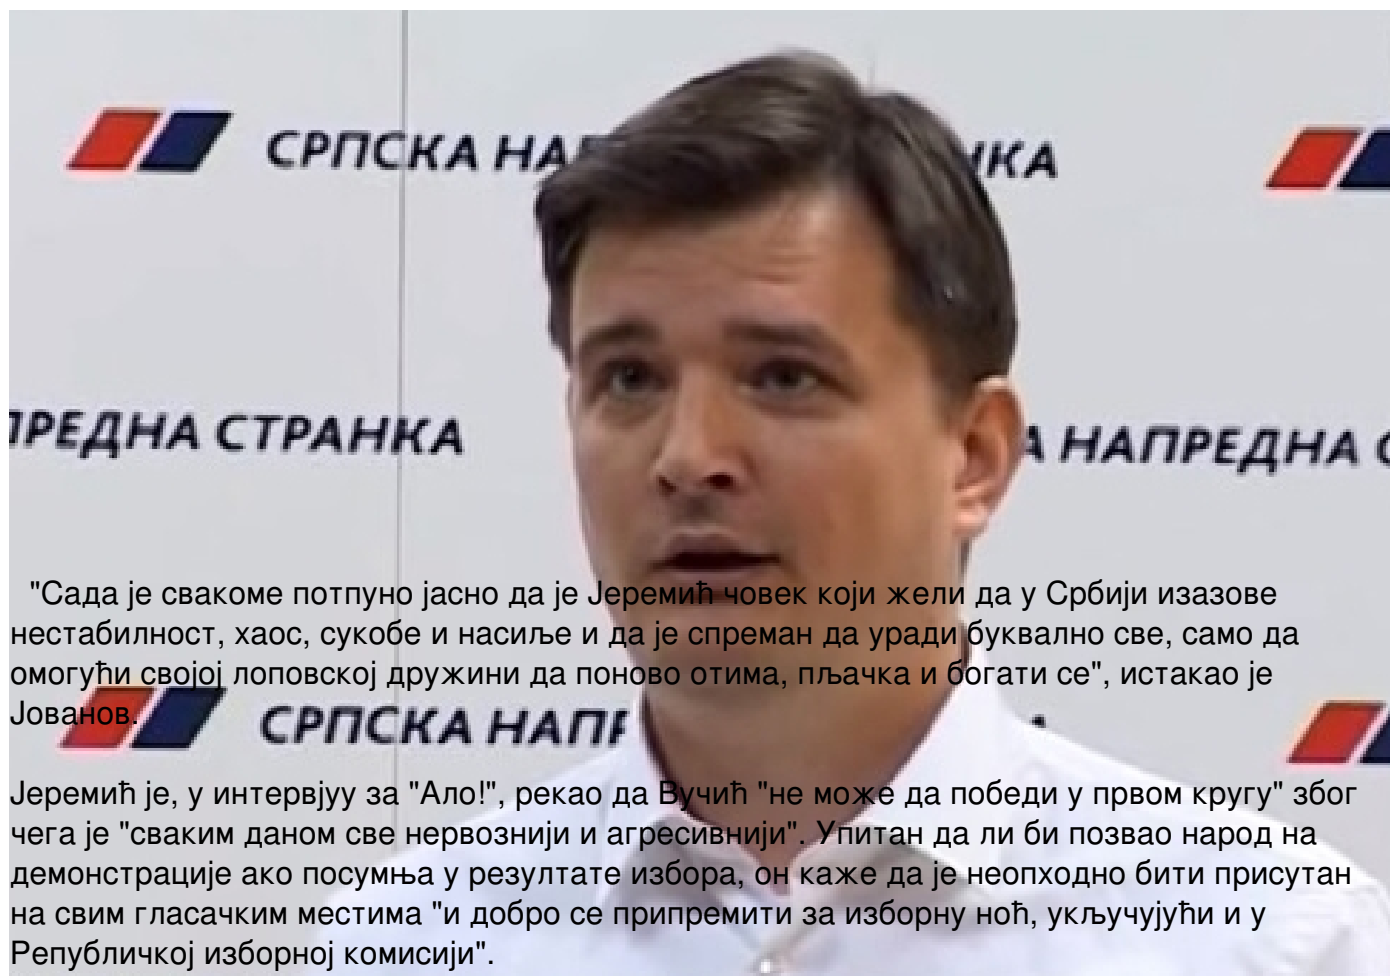 СРПСКА НА
ЧКА
ПРЕДНА СТРАНКА
А НАПРЕДНА С
"Сада је свакоме потпуно јасно да је Јеремић човек који жели да у Србији изазове
нестабилност, хаос, сукобе и насиље и да је спреман да уради буквално све, само да
омогући својој лоповској дружини да поново отима, пљачка и богати се", истакао је
Јованов.
СРПСКА НАПР
Јеремић је, у интервјуу за "Ало!", рекао да Вучић "не може да победи у првом кругу" због
чега је "сваким даном све нервознији и агресивнији". Упитан да ли би позвао народ на
демонстрације ако посумња у резултате избора, он каже да је неопходно бити присутан
на свим гласачким местима "и добро се припремити за изборну ноћ, укључујући и у
Републичкој изборној комисији".